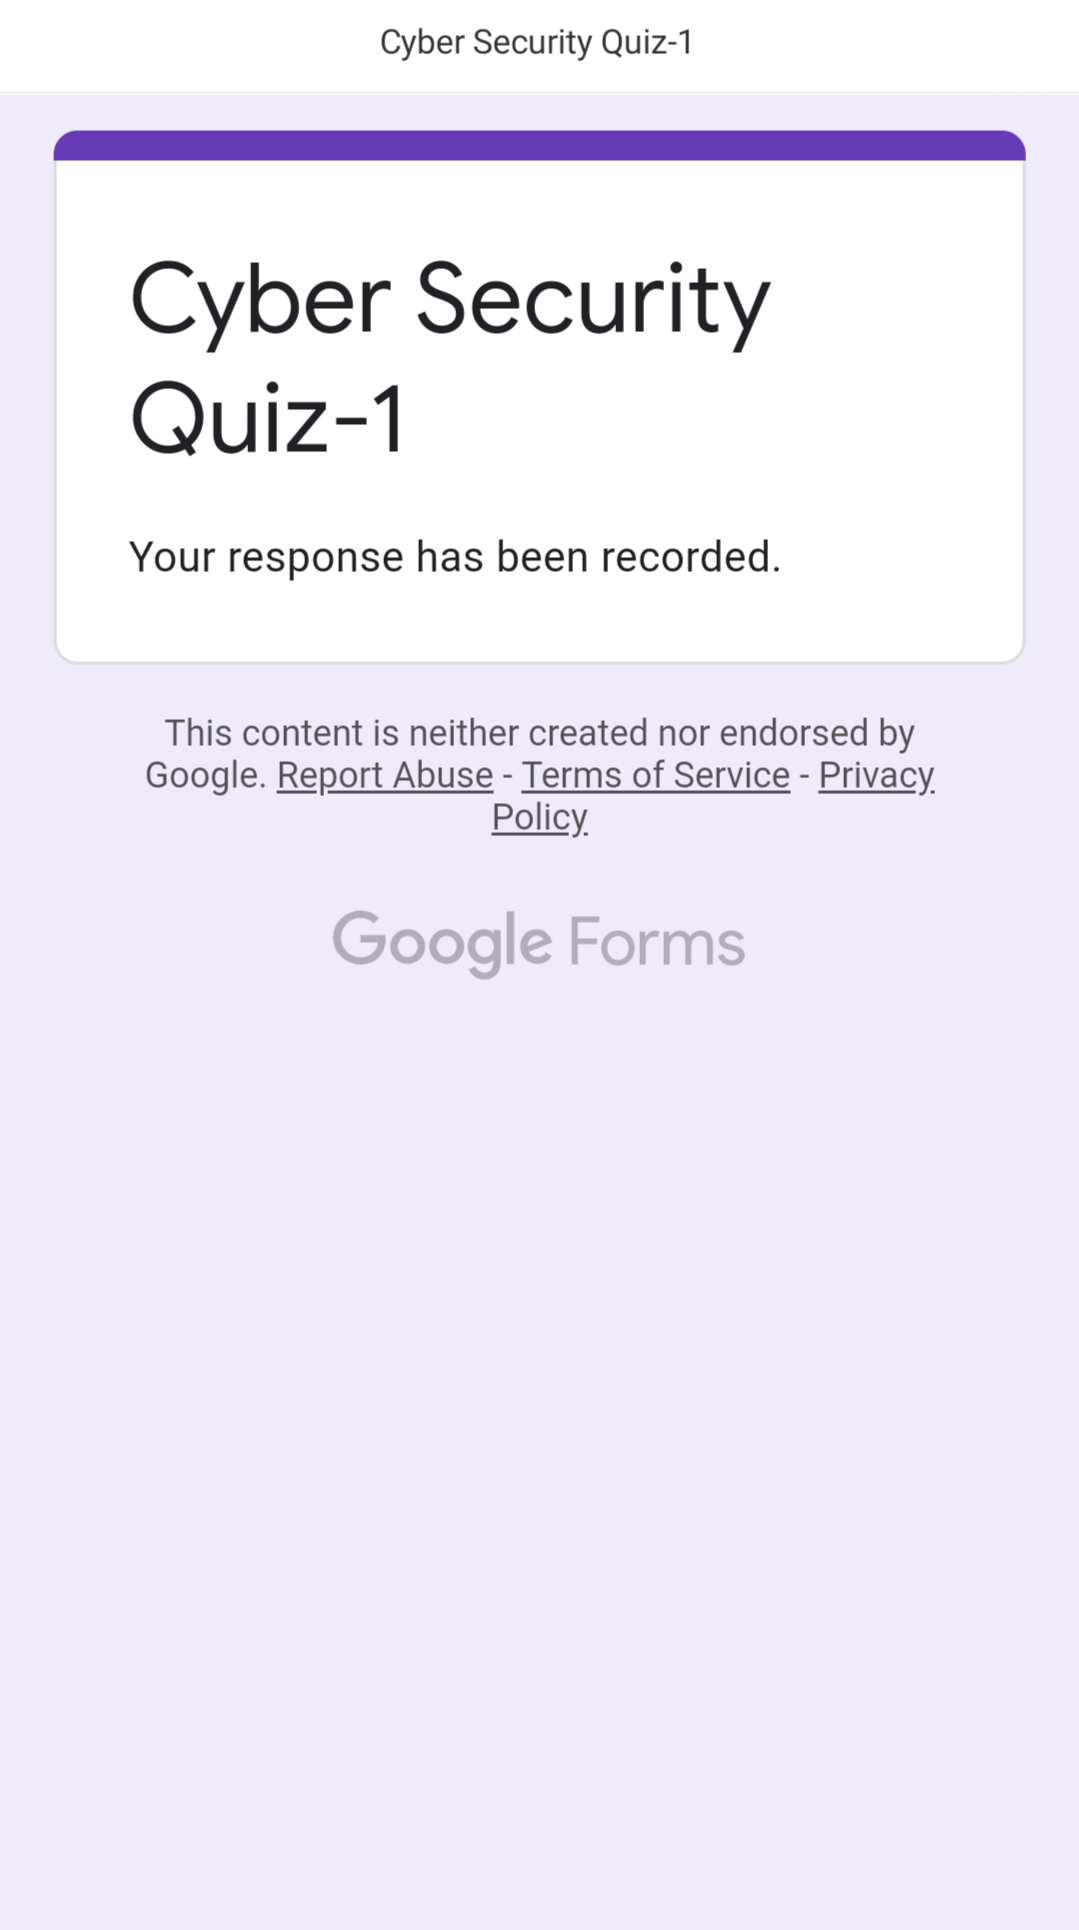 Cyber Security Quiz-1
Cyber Security
Quiz-1
Your response has been recorded.
This content is neither created nor endorsed by
Google. Report Abuse - Terms of Service - Privacy
Policy
Google Forms